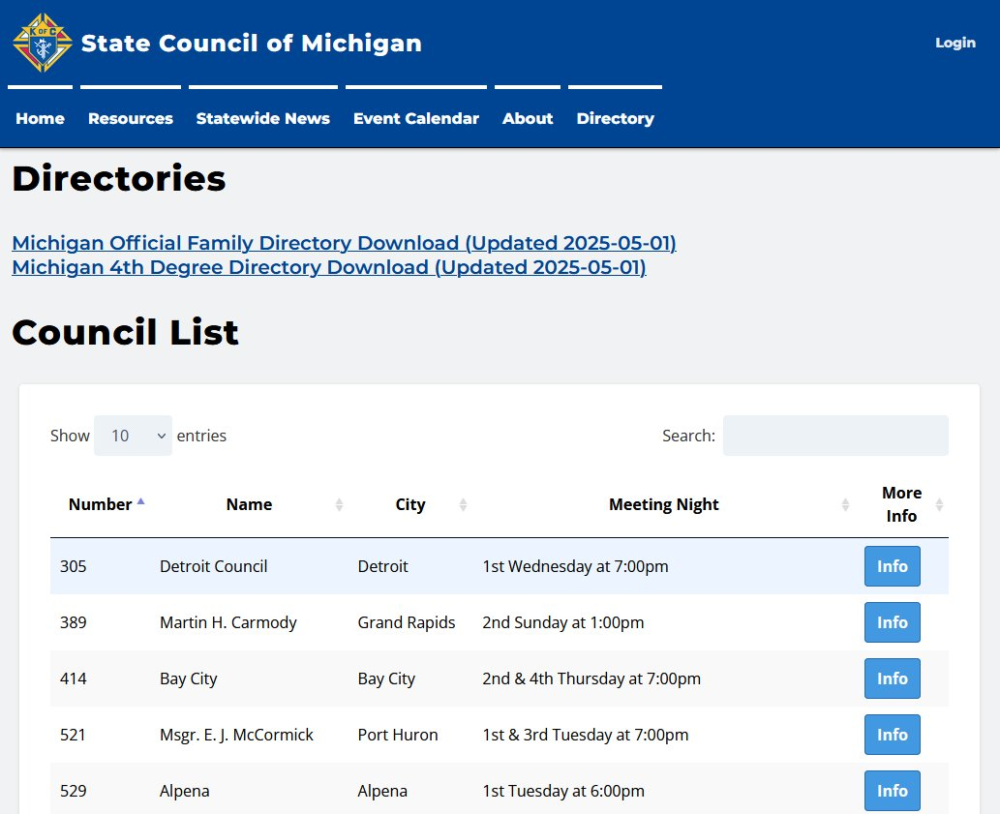 K OF C
State Council of Michigan
Login
Home Resources Statewide News Event Calendar About Directory
Directories
Michigan Official Family Directory Download (Updated 2025-05-01)
Michigan 4th Degree Directory Download (Updated 2025-05-01)
Council List
Show 10 entries Search:
Number Name City Meeting Night More Info
305 Detroit Council Detroit 1st Wednesday at 7:00pm Info
389 Martin H. Carmody Grand Rapids 2nd Sunday at 1:00pm Info
414 Bay City Bay City 2nd & 4th Thursday at 7:00pm Info
521 Msgr. E. J. McCormick Port Huron 1st & 3rd Tuesday at 7:00pm Info
529 Alpena Alpena 1st Tuesday at 6:00pm Info